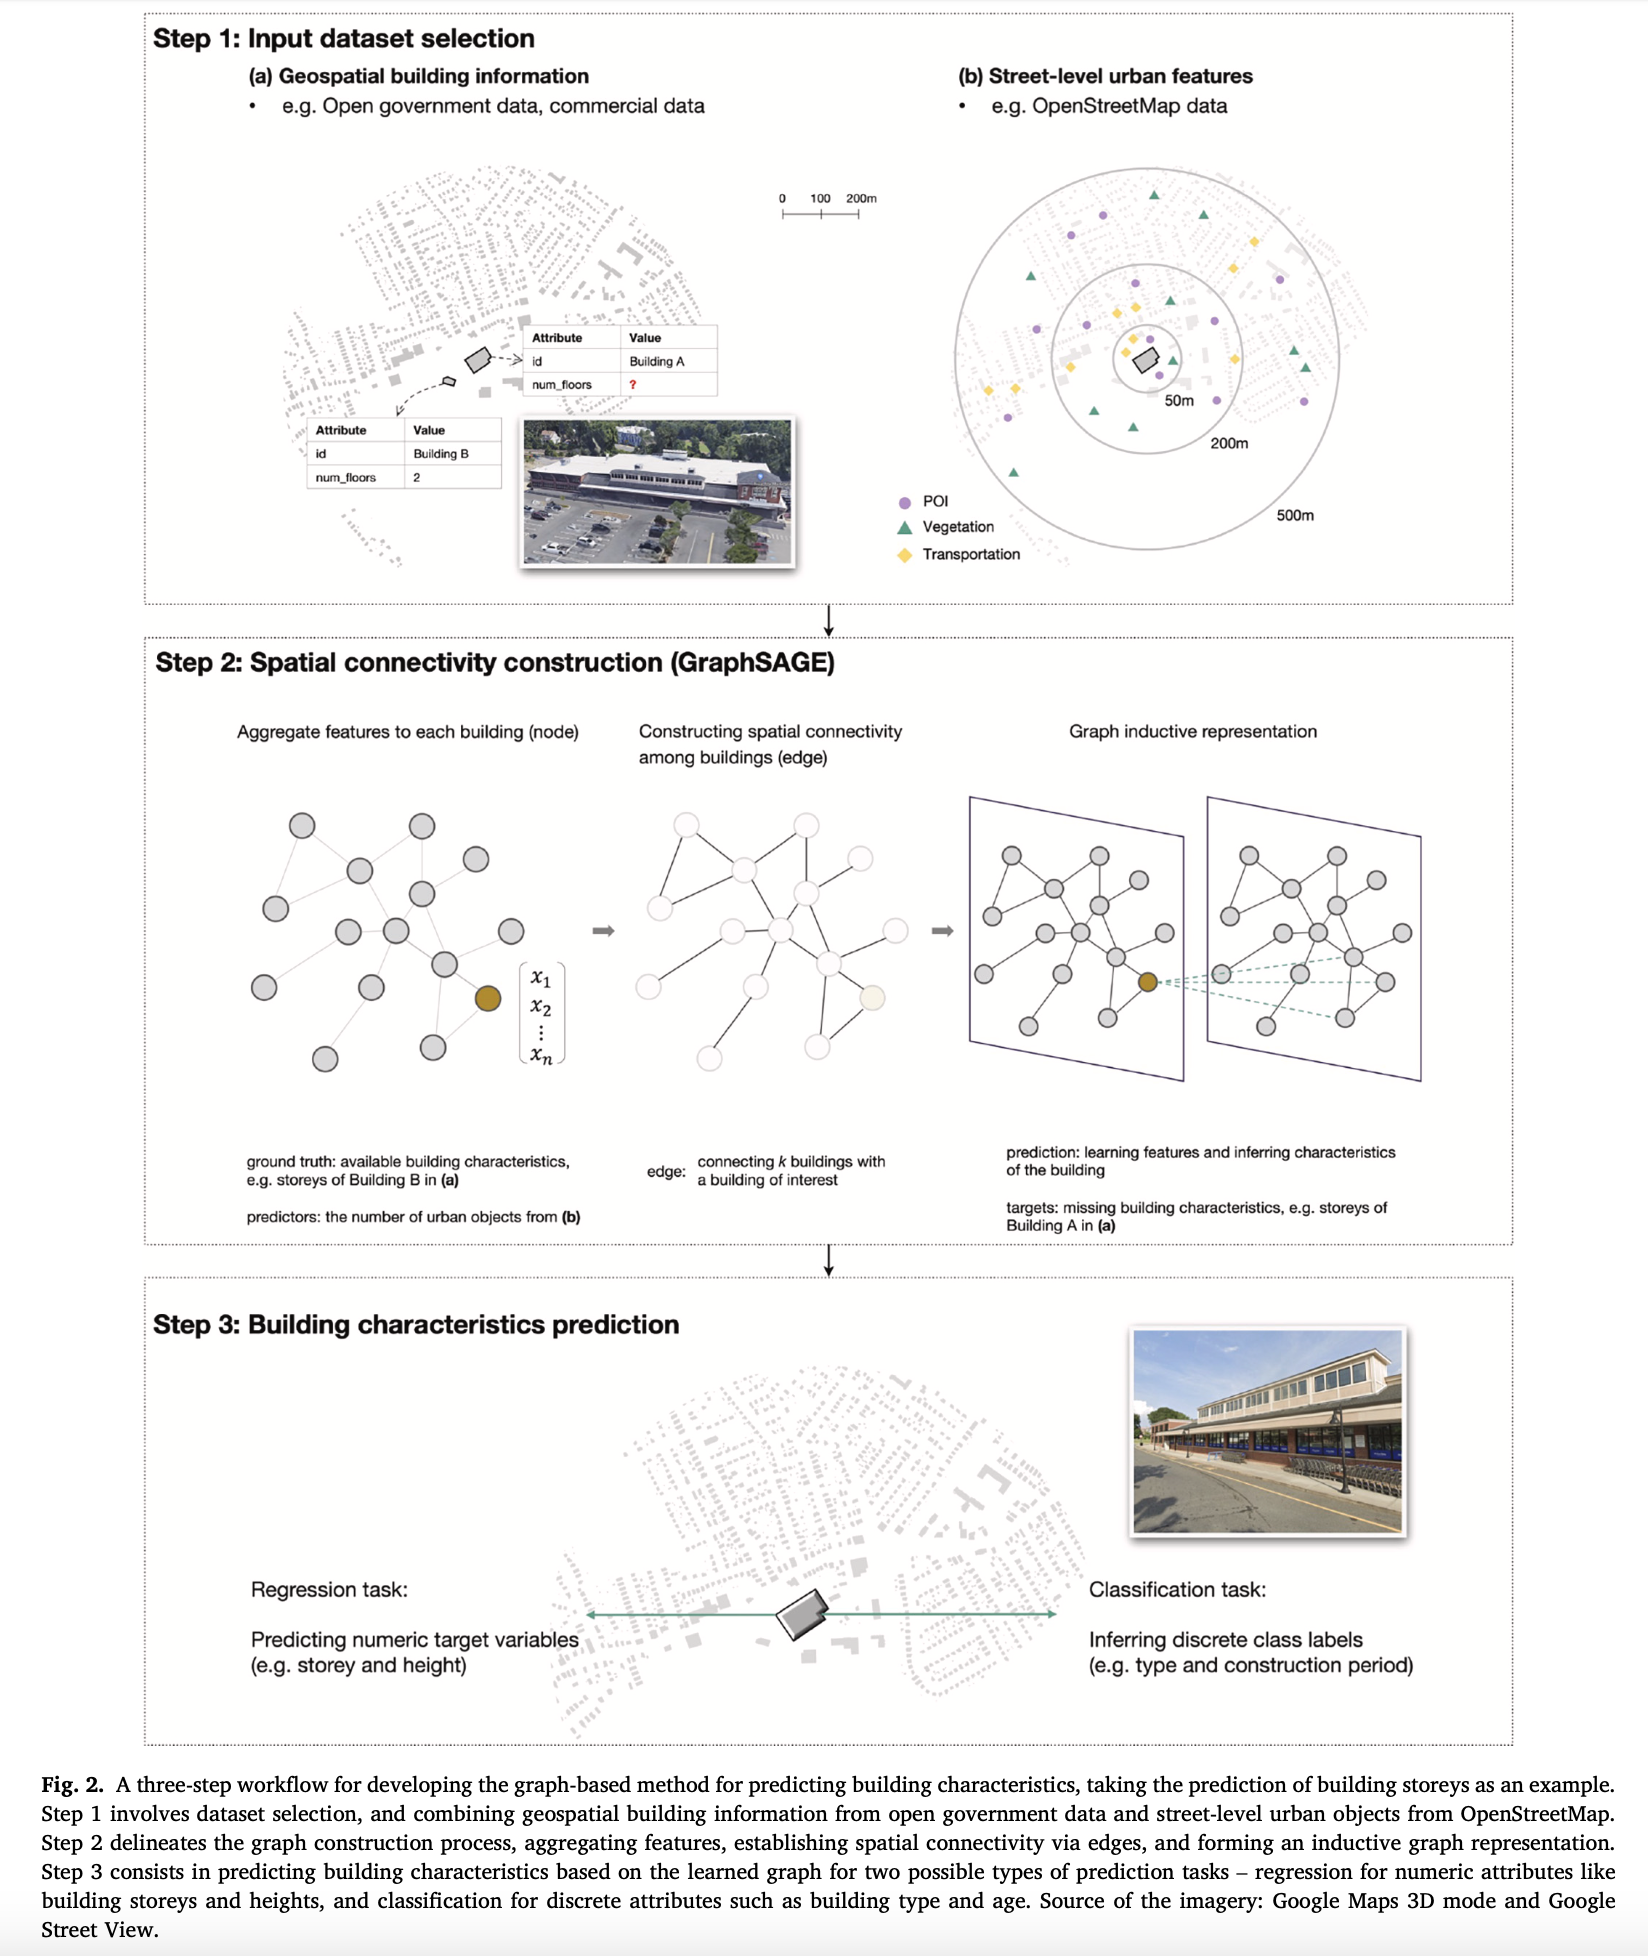 Step 1: Input dataset selection
(a) Geospatial building information
• e.g. Open government data, commercial data
(b) Street-level urban features
• e.g. OpenStreetMap data
0 100 200m
Attribute Value
id Building A
num_floors ?
Attribute Value
id Building B
num_floors 2
50m
200m
500m
POI
Vegetation
Transportation
Step 2: Spatial connectivity construction (GraphSAGE)
Aggregate features to each building (node)
Constructing spatial connectivity
among buildings (edge)
Graph inductive representation
x1
x2
⋮
xn
ground truth: available building characteristics,
e.g. storeys of Building B in (a)
predictors: the number of urban objects from (b)
edge:
connecting k buildings with
a building of interest
prediction: learning features and inferring characteristics
of the building
targets: missing building characteristics, e.g. storeys of
Building A in (a)
Step 3: Building characteristics prediction
Regression task:
Predicting numeric target variables
(e.g. storey and height)
Classification task:
Inferring discrete class labels
(e.g. type and construction period)
Fig. 2. A three-step workflow for developing the graph-based method for predicting building characteristics, taking the prediction of building storeys as an example.
Step 1 involves dataset selection, and combining geospatial building information from open government data and street-level urban objects from OpenStreetMap.
Step 2 delineates the graph construction process, aggregating features, establishing spatial connectivity via edges, and forming an inductive graph representation.
Step 3 consists in predicting building characteristics based on the learned graph for two possible types of prediction tasks – regression for numeric attributes like
building storeys and heights, and classification for discrete attributes such as building type and age. Source of the imagery: Google Maps 3D mode and Google
Street View.